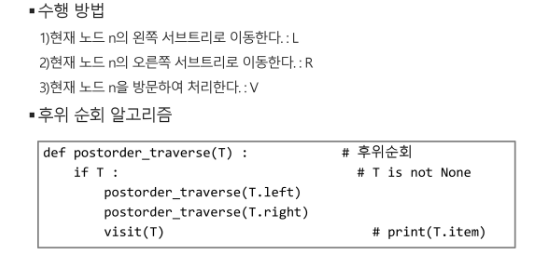 ▪수행 방법
1)현재 노드 n의 왼쪽 서브트리로 이동한다. : L
2)현재 노드 n의 오른쪽 서브트리로 이동한다. : R
3)현재 노드 n을 방문하여 처리한다. : V
▪후위 순회 알고리즘
def postorder_traverse(T) : # 후위순회
if T : # T is not None
postorder_traverse(T.left)
postorder_traverse(T.right)
visit(T) # print(T.item)